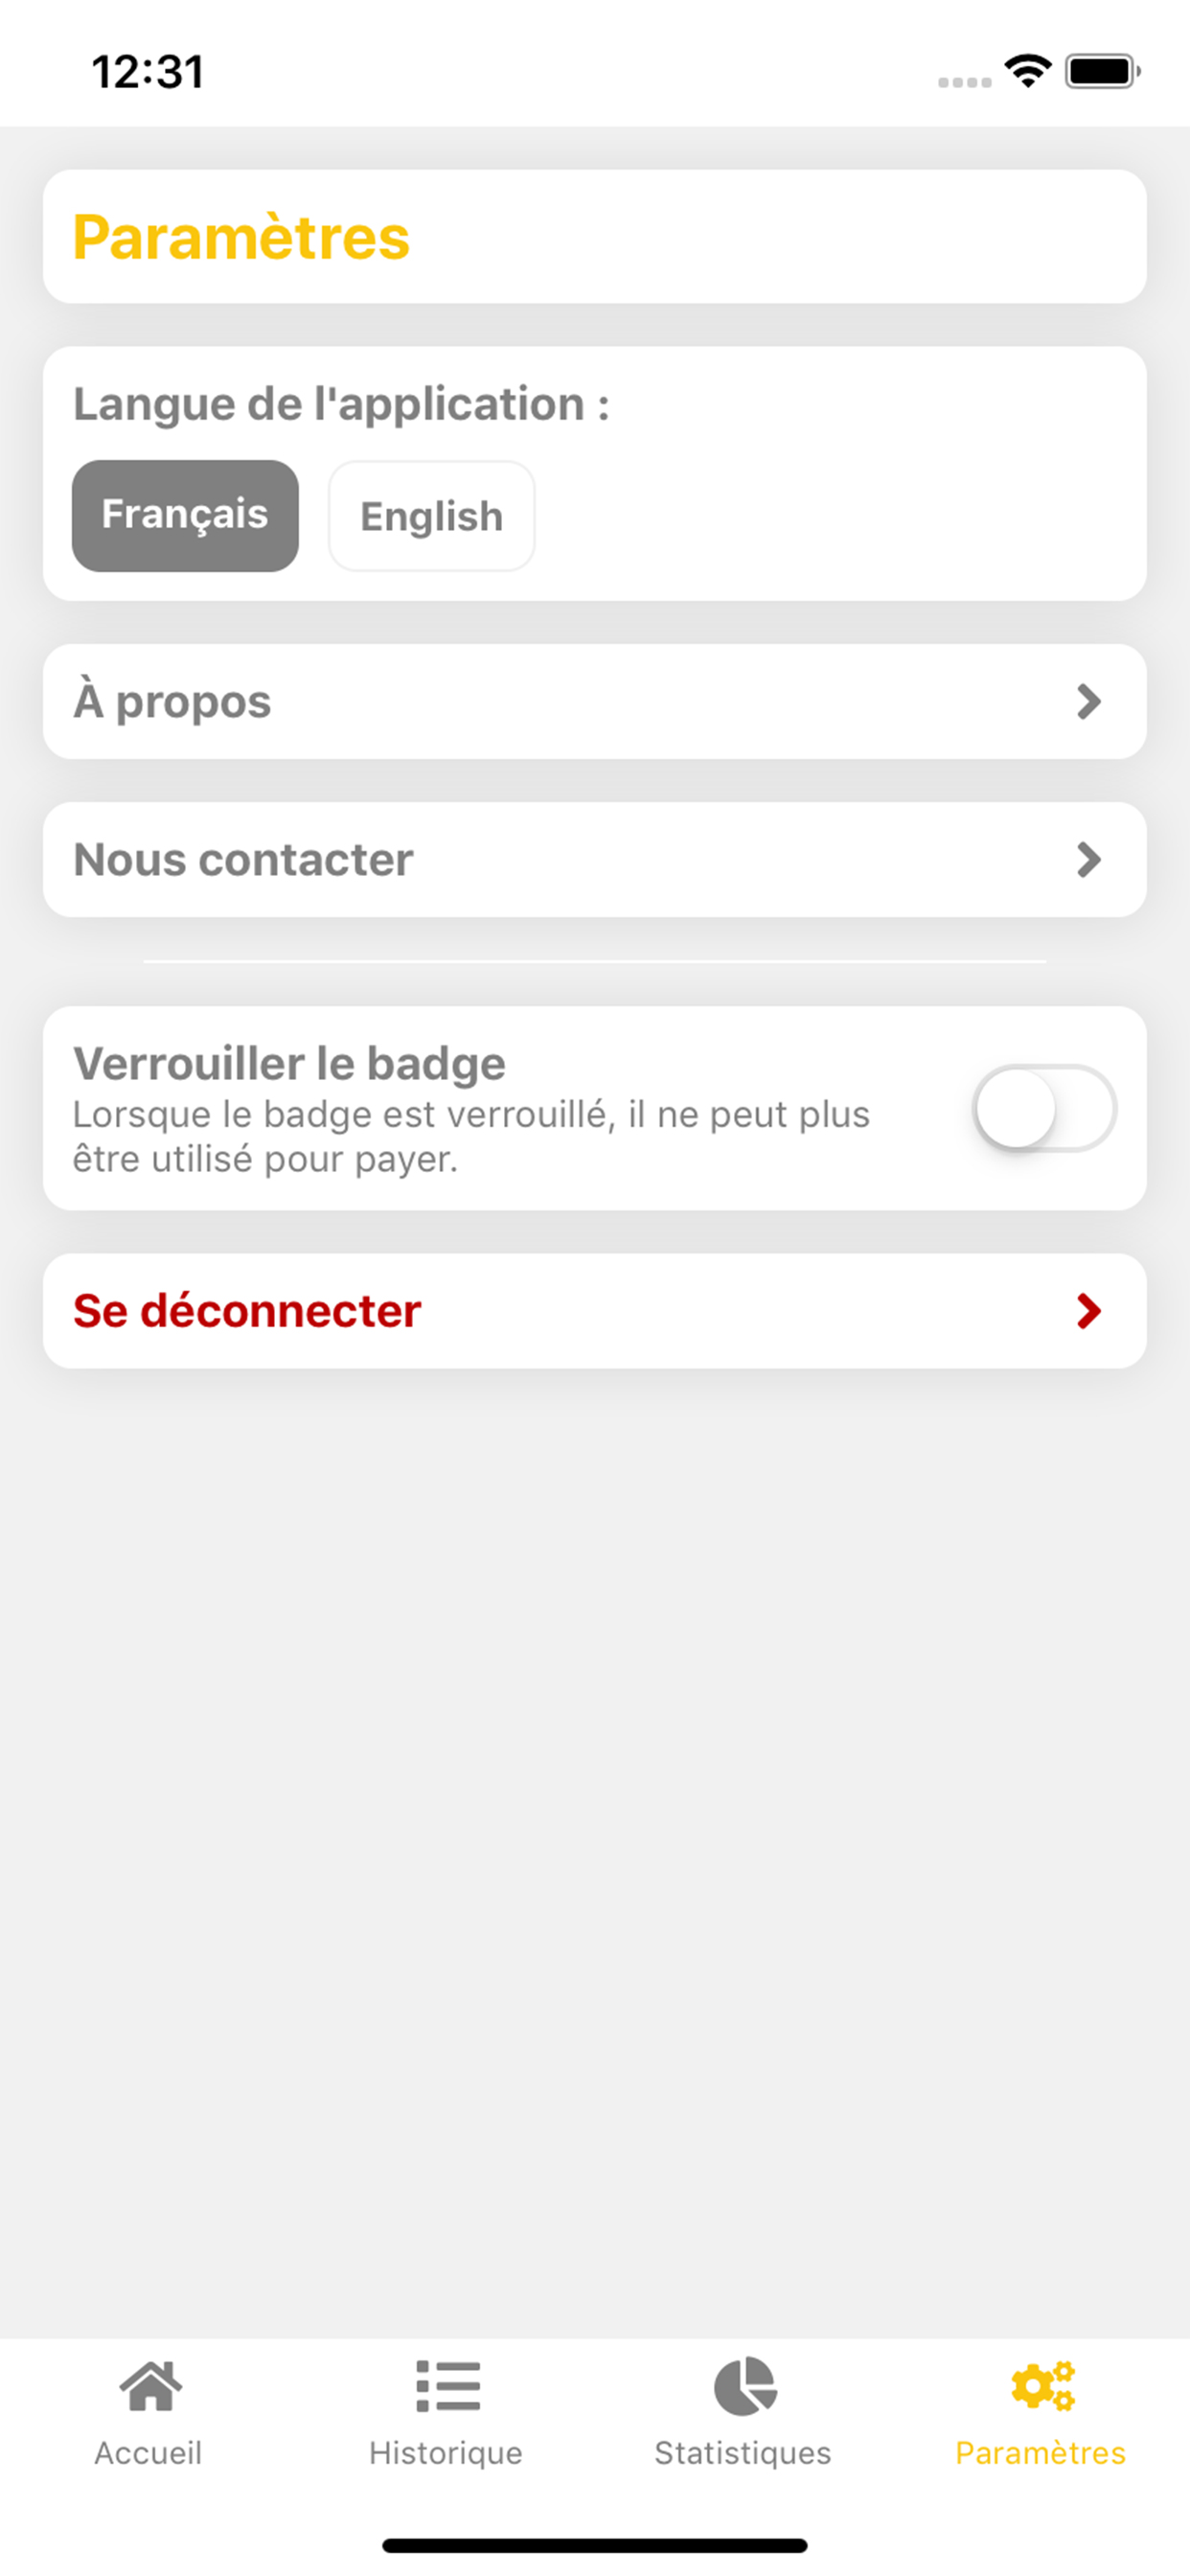 12:31
Paramètres
Langue de l'application :
Français
English
À propos
Nous contacter
Verrouiller le badge
Lorsque le badge est verrouillé, il ne peut plus
être utilisé pour payer.
Se déconnecter
Accueil
Historique
Statistiques
Paramètres